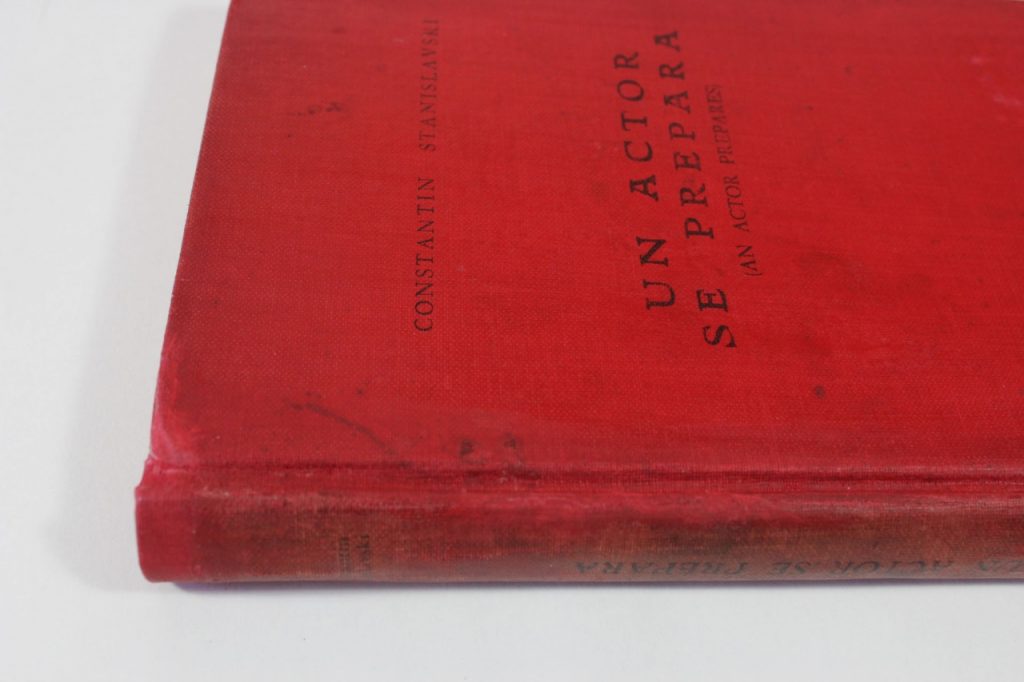 CONSTANTIN STANISLAVSKI
UN ACTOR
SE PREPARA
(AN ACTOR PREPARES
UN ACTOR SE PREPARA